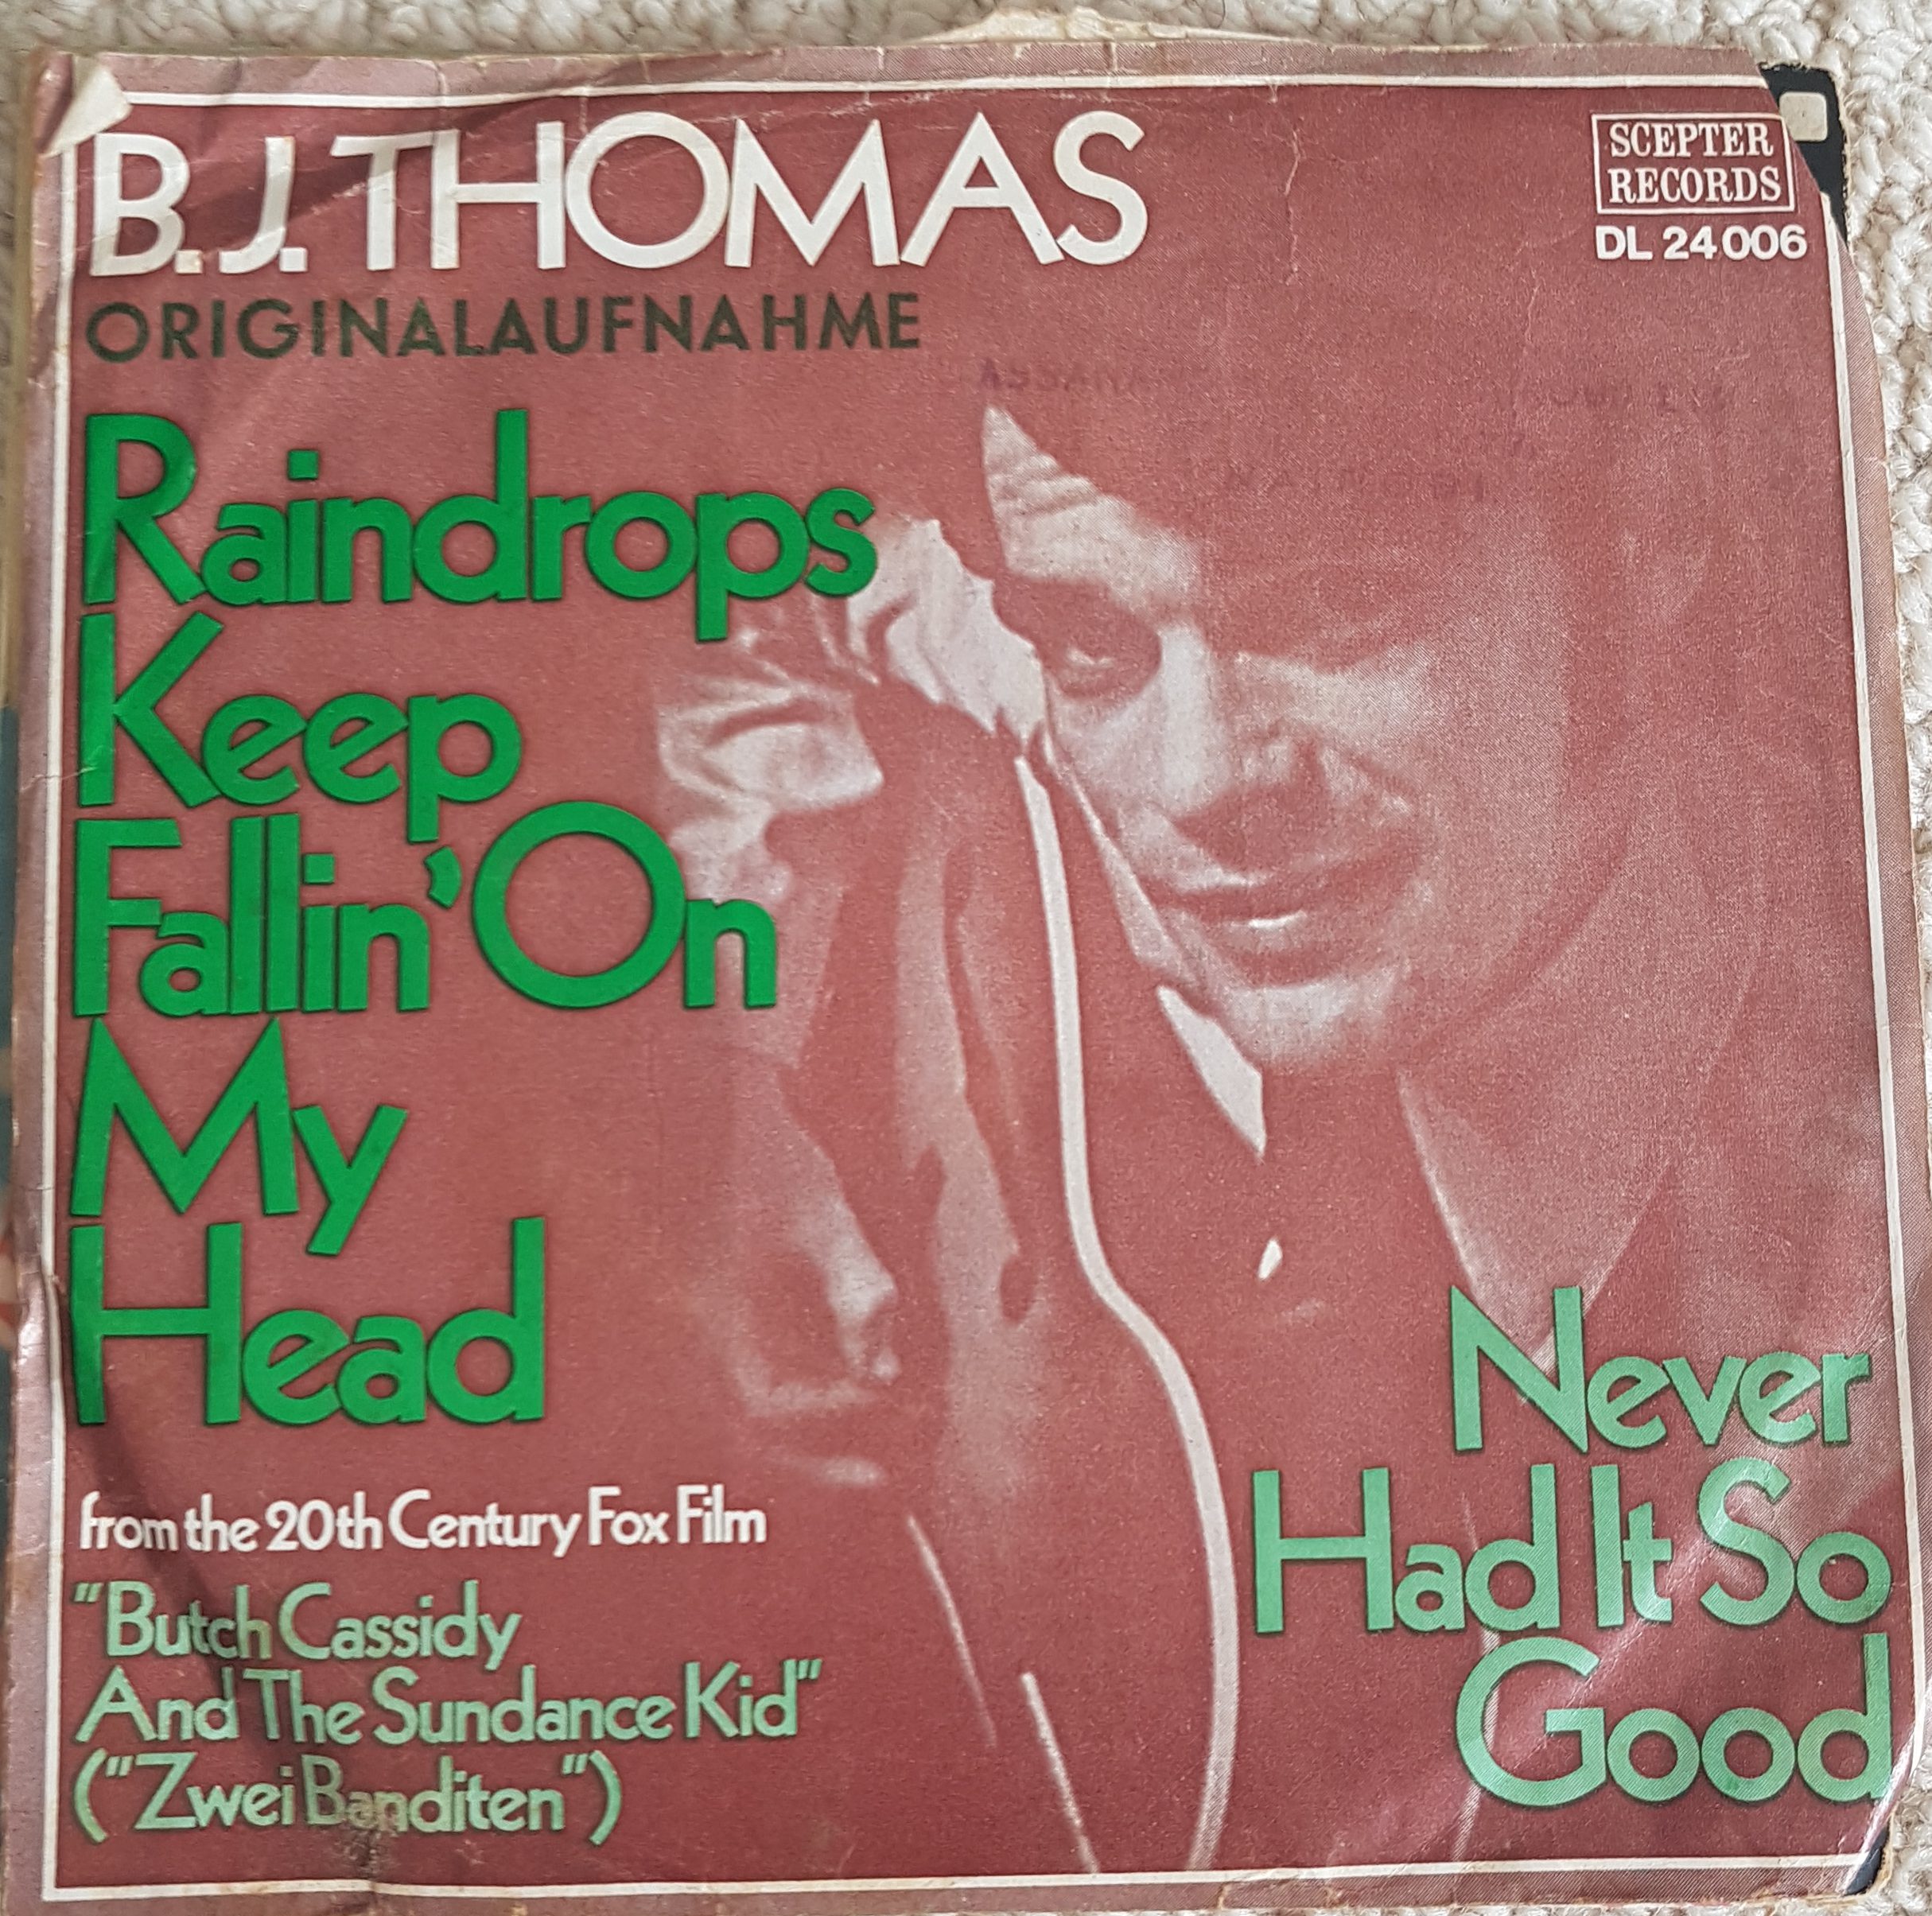 B.J. THOMAS
SCEPTER
RECORDS
DL 24006
ORIGINALAUFNAHME
Raindrops
Keep
Fallin' On
My
Head
from the 20th Century Fox Film
"Butch Cassidy
And The Sundance Kid"
("Zwei Banditen")
Never
Had It So
Good